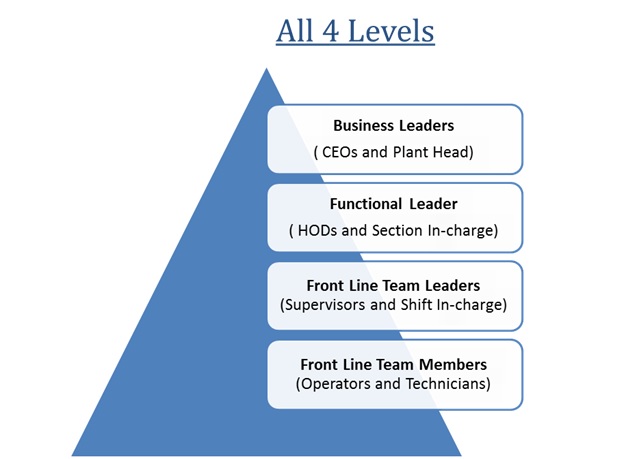 All 4 Levels
Business Leaders
( CEOs and Plant Head)
Functional Leader
( HODs and Section In-charge)
Front Line Team Leaders
(Supervisors and Shift In-charge)
Front Line Team Members
(Operators and Technicians)